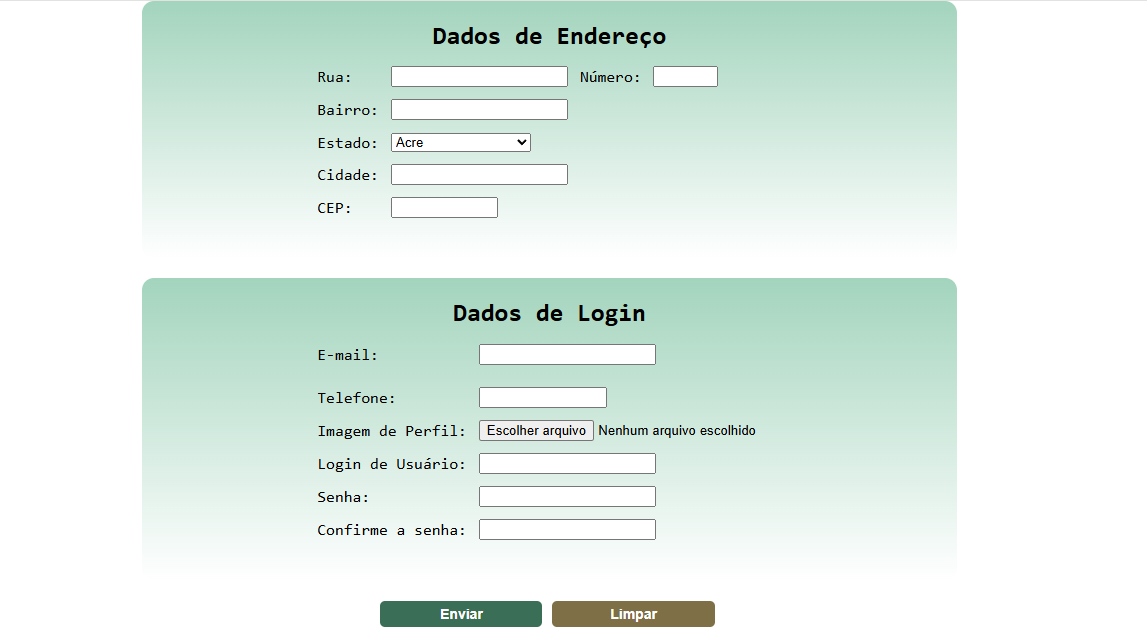 Dados de Endereço
Rua: Número:
Bairro:
Estado: Acre
Cidade:
CEP:
Dados de Login
E-mail:
Telefone:
Imagem de Perfil: Escolher arquivo Nenhum arquivo escolhido
Login de Usuário:
Senha:
Confirme a senha:
Enviar Limpar